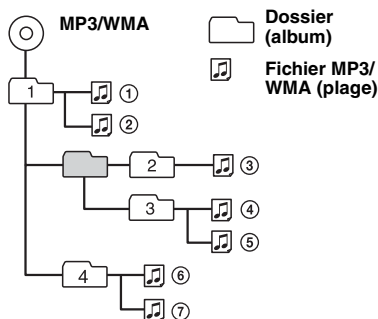 MP3/WMA
Dossier
(album)
Fichier MP3/
WMA (plage)
1
①
②
2
③
3
④
⑤
4
⑥
⑦